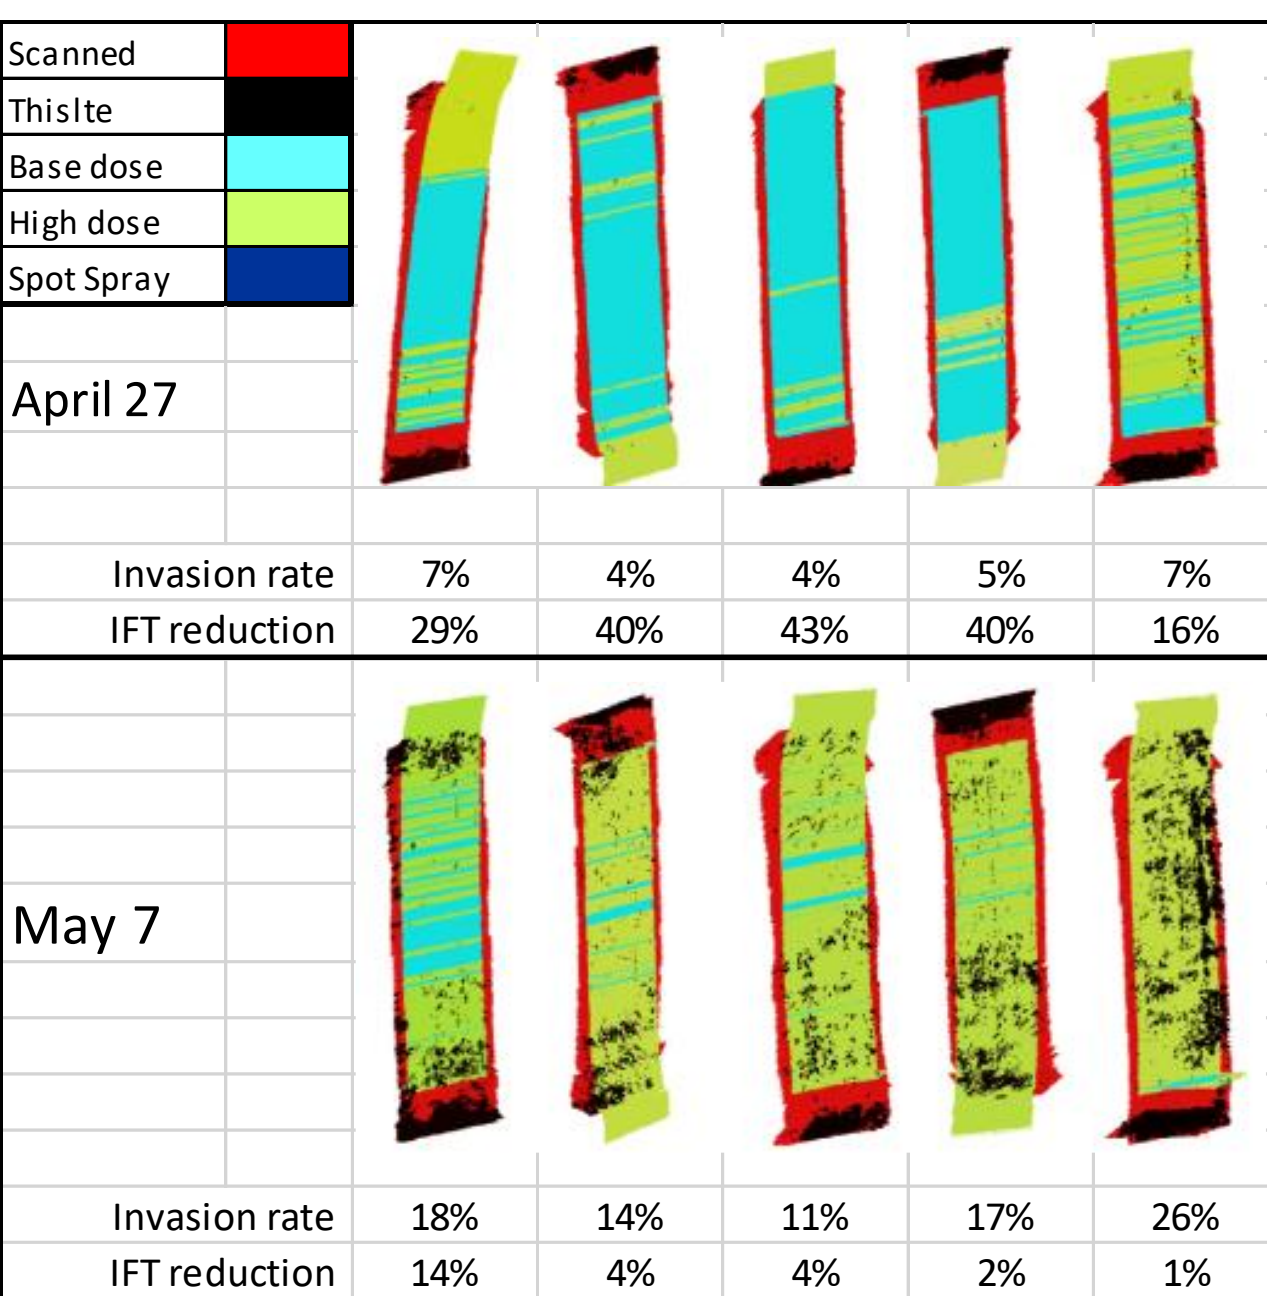 Scanned
Thislte
Base dose
High dose
Spot Spray
April 27
Invasion rate 7% 4% 4% 5% 7%
IFT reduction 29% 40% 43% 40% 16%
May 7
Invasion rate 18% 14% 11% 17% 26%
IFT reduction 14% 4% 4% 2% 1%